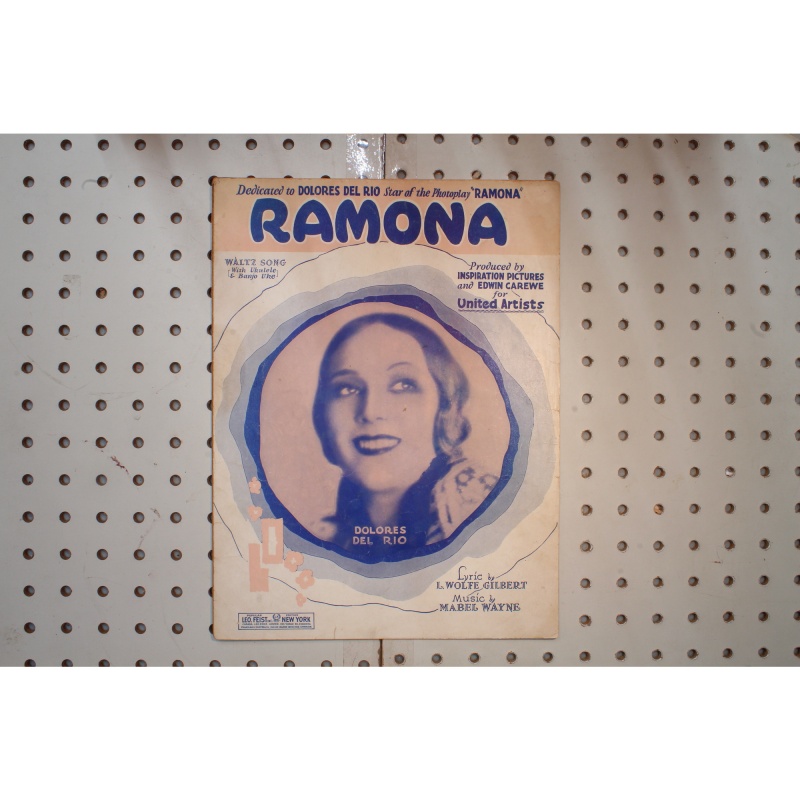 Dedicated to DOLORES DEL RIO Star of the Photoplay "RAMONA"
RAMONA
WALTZ SONG
(With Ukulele
& Banjo Uke)
Produced by
INSPIRATION PICTURES
and EDWIN CAREWE
for
United Artists
DOLORES
DEL RIO
Lyric by
L. WOLFE GILBERT
Music by
MABEL WAYNE
LEO. FEIST NEW YORK